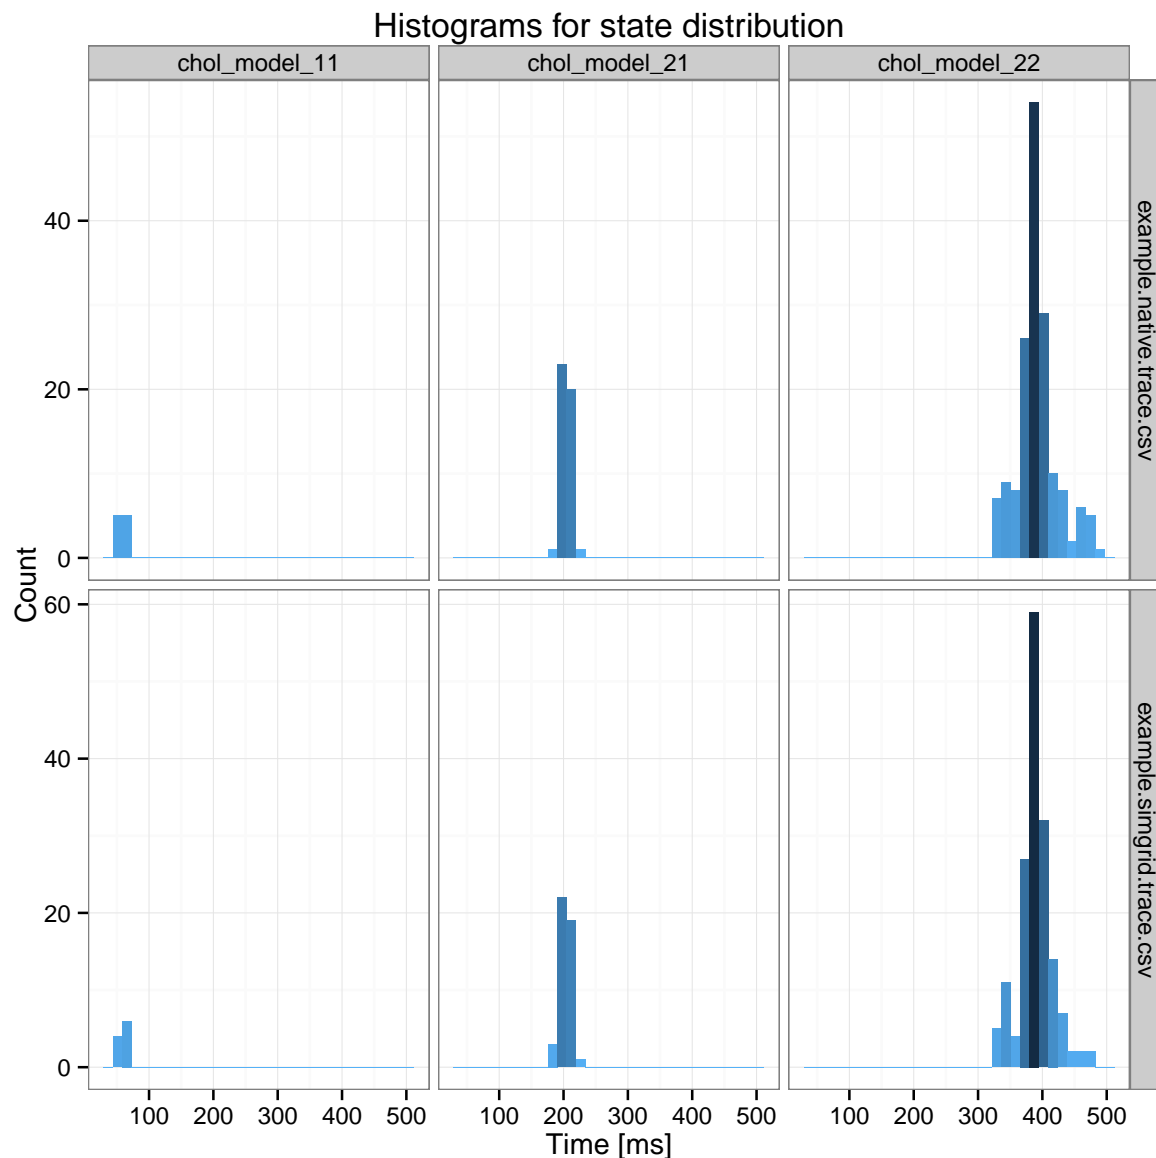 Histograms for state distribution
chol_model_11
chol_model_21
chol_model_22
example.native.trace.csv
40
20
0
Count
example.simgrid.trace.csv
60
40
20
0
100 200 300 400 500
100 200 300 400 500
100 200 300 400 500
Time [ms]